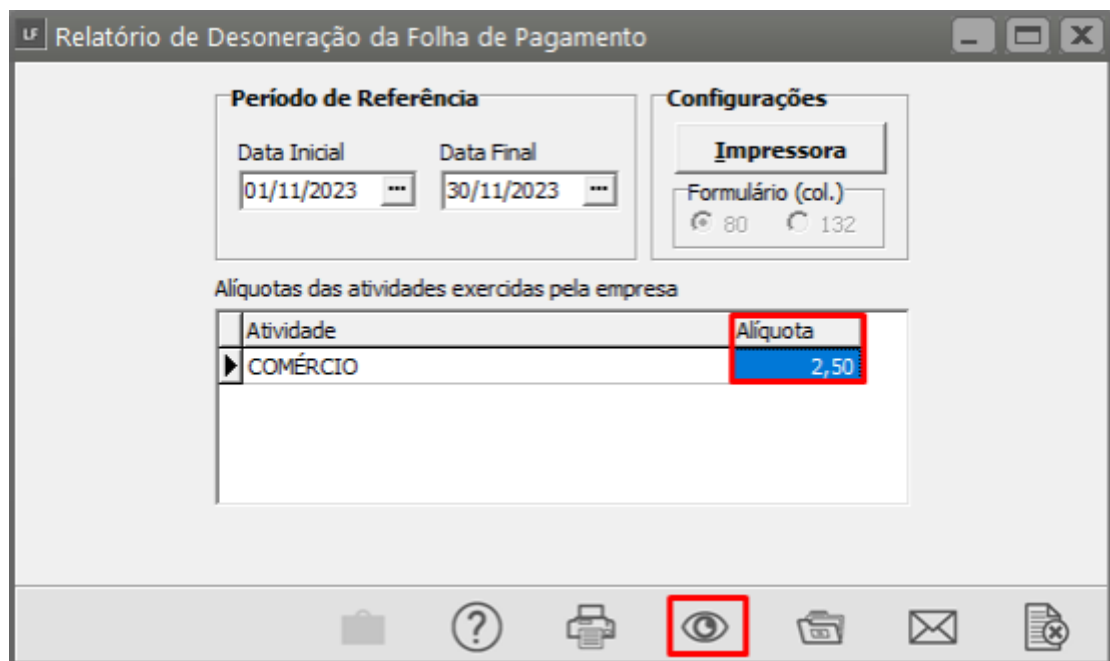 LF Relatório de Desoneração da Folha de Pagamento
Período de Referência
Data Inicial Data Final
01/11/2023 30/11/2023
Configurações
Impressora
Formulário (col.)
80 132
Alíquotas das atividades exercidas pela empresa
Atividade Alíquota
COMÉRCIO 2,50